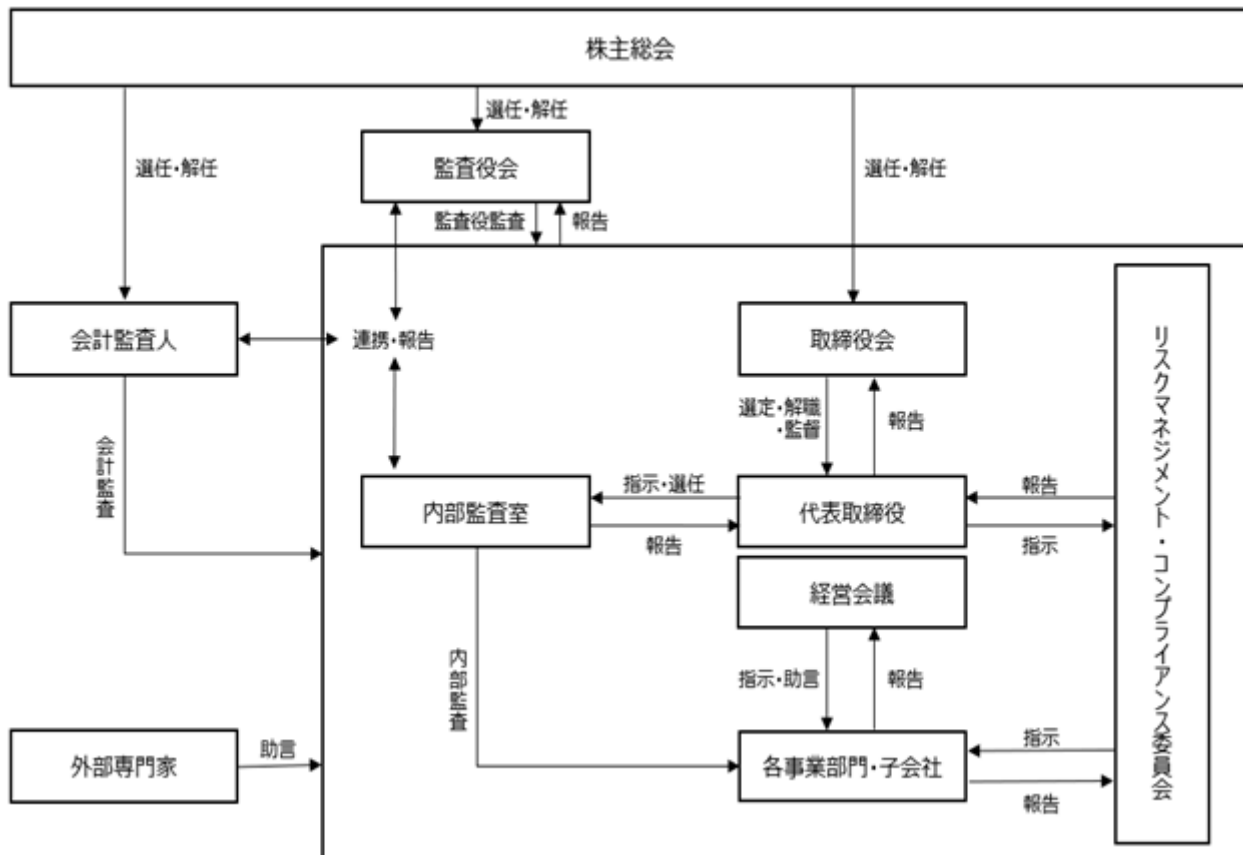 株主総会
選任・解任
選任・解任
選任・解任
監査役会
監査役監査
報告
会計監査人
連携・報告
取締役会
選定・解職
・監督
報告
会計監査
内部監査室
指示・選任
報告
代表取締役
報告
指示
経営会議
内部監査
指示・助言
報告
外部専門家
助言
各事業部門・子会社
指示
報告
リスクマネジメント・コンプライアンス委員会